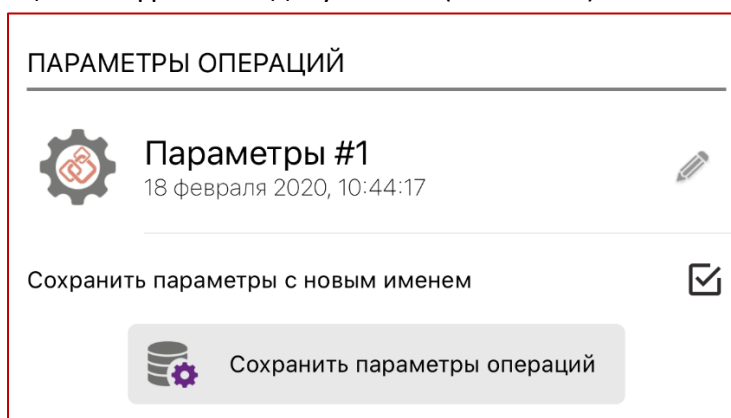 ПАРАМЕТРЫ ОПЕРАЦИЙ
Параметры #1
18 февраля 2020, 10:44:17
Сохранить параметры с новым именем
Сохранить параметры операций